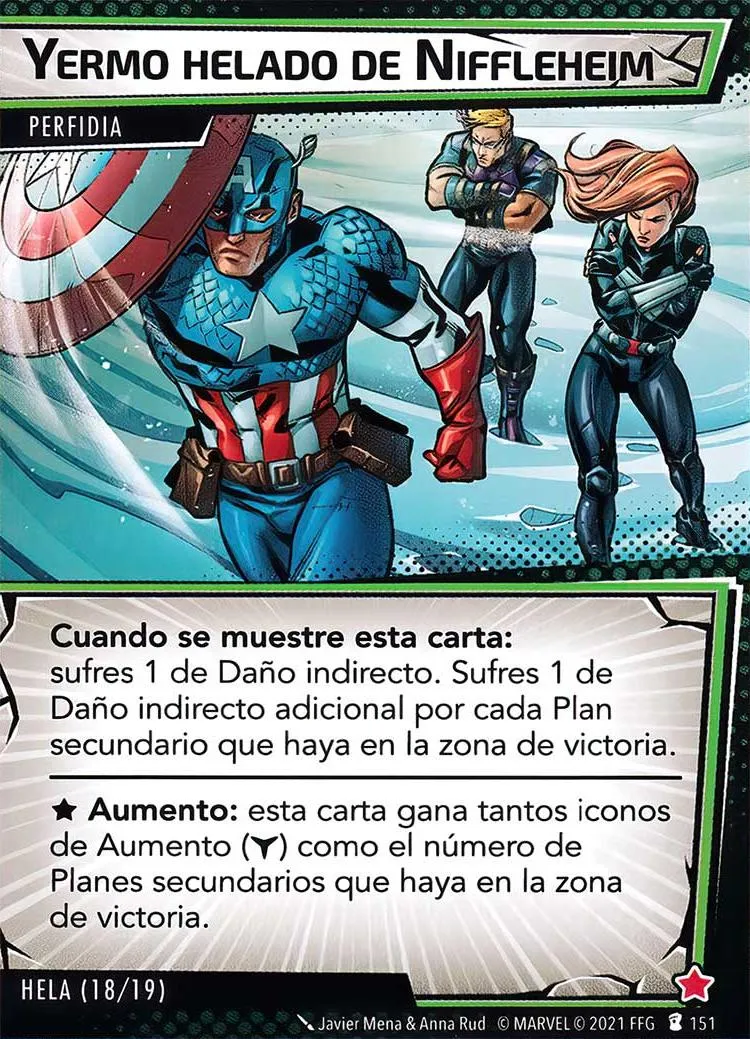 YERMO HELADO DE NIFFLEHEIM
PERFIDIA
Cuando se muestre esta carta:
sufres 1 de Daño indirecto. Sufres 1 de
Daño indirecto adicional por cada Plan
secundario que haya en la zona de victoria.
★ Aumento: esta carta gana tantos iconos
de Aumento () como el número de
Planes secundarios que haya en la zona
de victoria.
HELA (18/19)
Javier Mena & Anna Rud © MARVEL © 2021 FFG 151